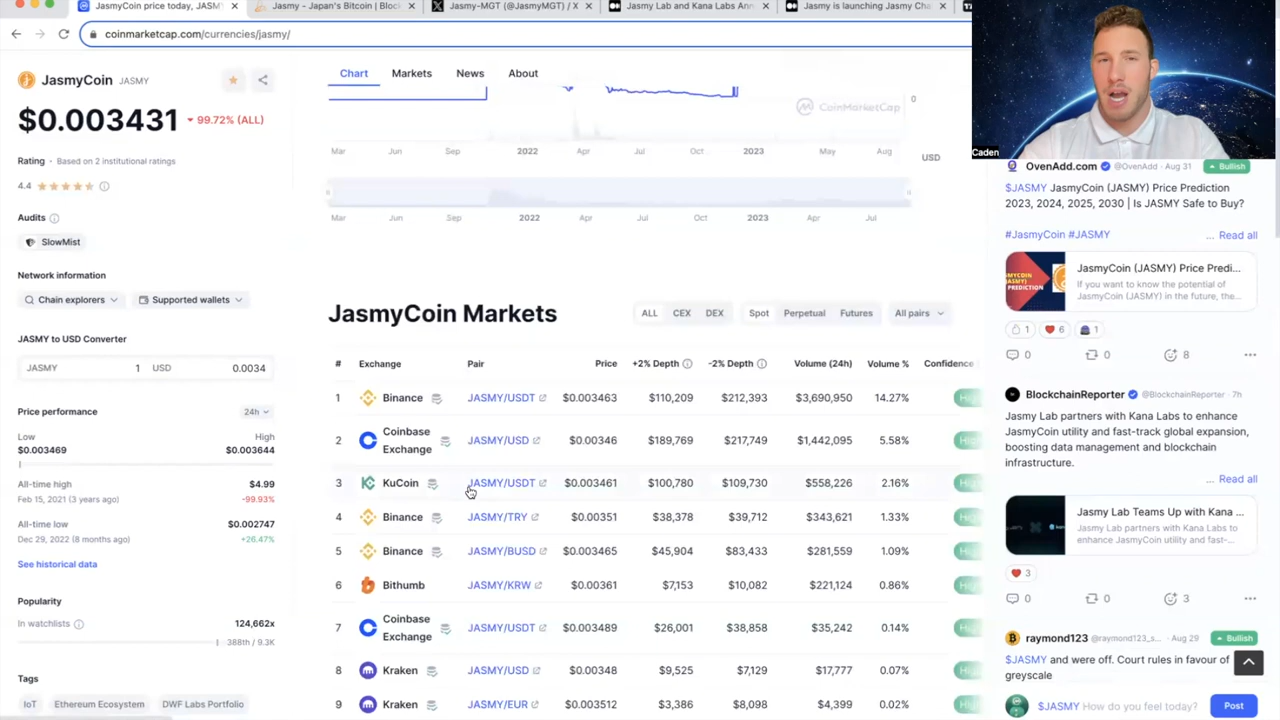 JasmyCoin price today, JASM
Jasmy - Japan's Bitcoin | Block
Jasmy-MGT (@JasmyMGT) / X
Jasmy Lab and Kana Labs Ann
Jasmy is launching Jasmy Cha
coinmarketcap.com/currencies/jasmy/
JasmyCoin JASMY
$0.003431 99.72% (ALL)
Rating · Based on 2 institutional ratings
4.4
Audits
SlowMist
Network information
Chain explorers Supported wallets
JASMY to USD Converter
JASMY 1 USD 0.0034
Price performance 24h
Low High
$0.003469 $0.003644
All-time high $4.99
Feb 15, 2021 (3 years ago) -99.93%
All-time low $0.002747
Dec 29, 2022 (8 months ago) +26.47%
See historical data
Popularity
In watchlists 124,662x
388th / 9.3K
Tags
IoT Ethereum Ecosystem DWF Labs Portfolio
Chart Markets News About
CoinMarketCap
0
Mar Jun Sep 2022 Apr Jul Oct 2023 May Aug USD
Mar Jun Sep 2022 Apr Jul Oct 2023 Apr Jul
JasmyCoin Markets ALL CEX DEX Spot Perpetual Futures All pairs
# Exchange Pair Price +2% Depth -2% Depth Volume (24h) Volume % Confidence
1 Binance JASMY/USDT $0.003463 $110,209 $212,393 $3,690,950 14.27% High
2 Coinbase Exchange JASMY/USD $0.00346 $189,769 $217,749 $1,442,095 5.58% High
3 KuCoin JASMY/USDT $0.003461 $100,780 $109,730 $558,226 2.16% High
4 Binance JASMY/TRY $0.00351 $38,378 $39,712 $343,621 1.33% High
5 Binance JASMY/BUSD $0.003465 $45,904 $83,433 $281,559 1.09% High
6 Bithumb JASMY/KRW $0.00361 $7,153 $10,082 $221,124 0.86% High
7 Coinbase Exchange JASMY/USDT $0.003489 $26,001 $38,858 $35,242 0.14% High
8 Kraken JASMY/USD $0.00348 $9,525 $7,129 $17,777 0.07% High
9 Kraken JASMY/EUR $0.003512 $3,386 $8,098 $4,399 0.02% High
Caden
OvenAdd.com @OvenAdd · Aug 31 Bullish
$JASMY JasmyCoin (JASMY) Price Prediction
2023, 2024, 2025, 2030 | Is JASMY Safe to Buy?
#JasmyCoin #JASMY ... Read all
JasmyCoin (JASMY) Price Predi...
If you want to know the potential of
JasmyCoin (JASMY) in the future, the...
1 6 1
0 0 8
BlockchainReporter @BlockchainReporter · 7h
Jasmy Lab partners with Kana Labs to enhance
JasmyCoin utility and fast-track global expansion,
boosting data management and blockchain
infrastructure.
... Read all
Jasmy Lab Teams Up with Kana ...
Jasmy Lab partners with Kana Labs to
enhance JasmyCoin utility and fast-...
3
0 0 3
raymond123 @raymond123_s... · Aug 29 Bullish
$JASMY and were off. Court rules in favour of
greyscale
$JASMY How do you feel today? Post